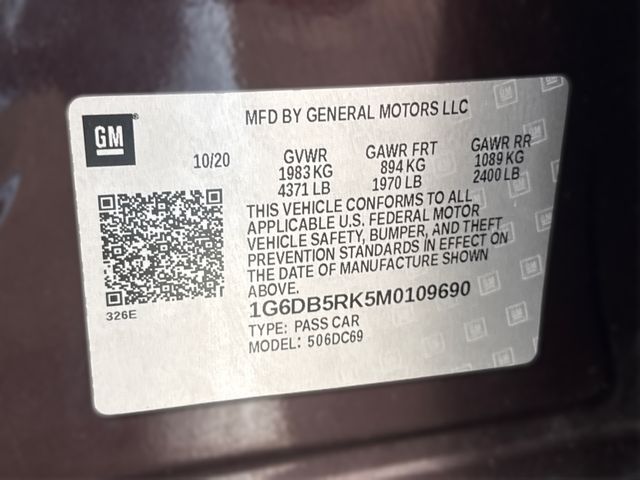 GM
MFD BY GENERAL MOTORS LLC
10/20
GVWR
1983 KG
4371 LB
GAWR FRT
894 KG
1970 LB
GAWR RR
1089 KG
2400 LB
THIS VEHICLE CONFORMS TO ALL
APPLICABLE U.S. FEDERAL MOTOR
VEHICLE SAFETY, BUMPER, AND THEFT
PREVENTION STANDARDS IN EFFECT ON
THE DATE OF MANUFACTURE SHOWN
ABOVE.
1G6DB5RK5M0109690
TYPE: PASS CAR
MODEL: 506DC69
326E